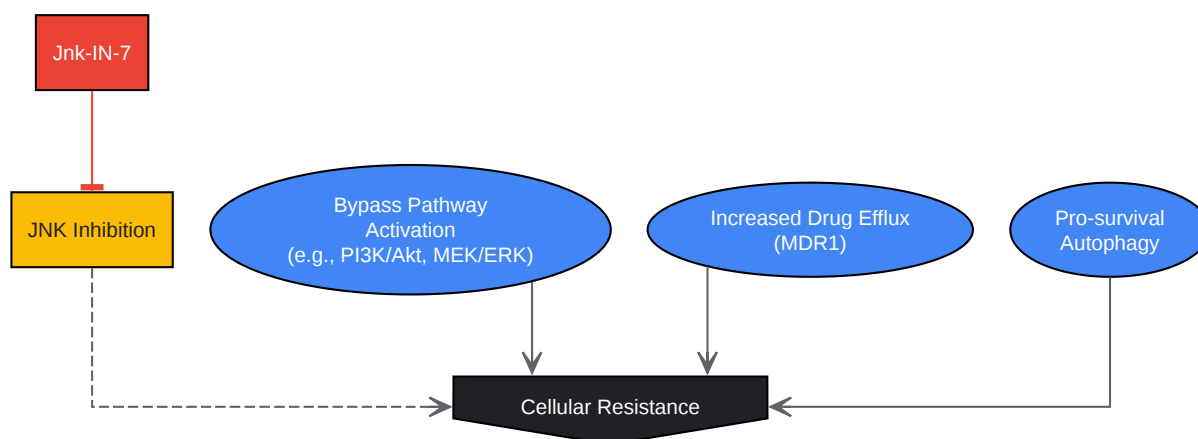 Jnk-IN-7
JNK Inhibition
Bypass Pathway
Activation
(e.g., PI3K/Akt, MEK/ERK)
Increased Drug Efflux
(MDR1)
Pro-survival
Autophagy
Cellular Resistance